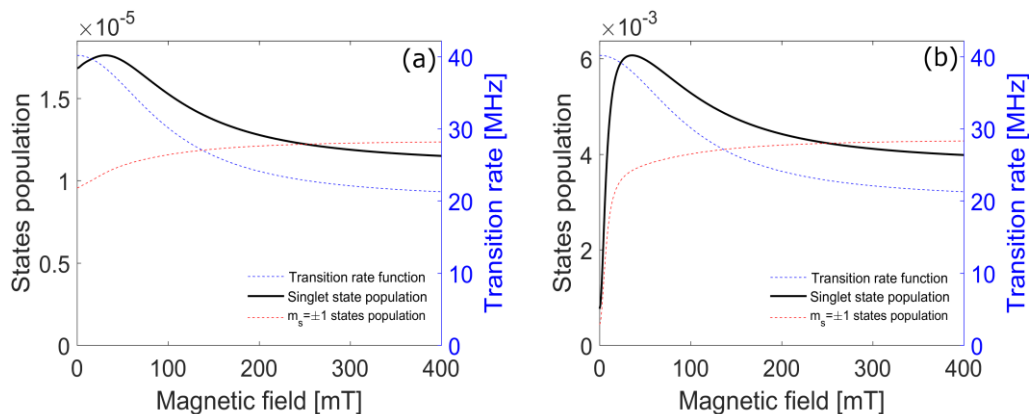 ×10⁻⁵
(a)
States population
1.5
1
0.5
0
40
30
20
10
0
Transition rate [MHz]
Transition rate function
Singlet state population
mₛ=±1 states population
0 100 200 300 400
Magnetic field [mT]
×10⁻³
(b)
States population
6
4
2
0
40
30
20
10
0
Transition rate [MHz]
Transition rate function
Singlet state population
mₛ=±1 states population
0 100 200 300 400
Magnetic field [mT]